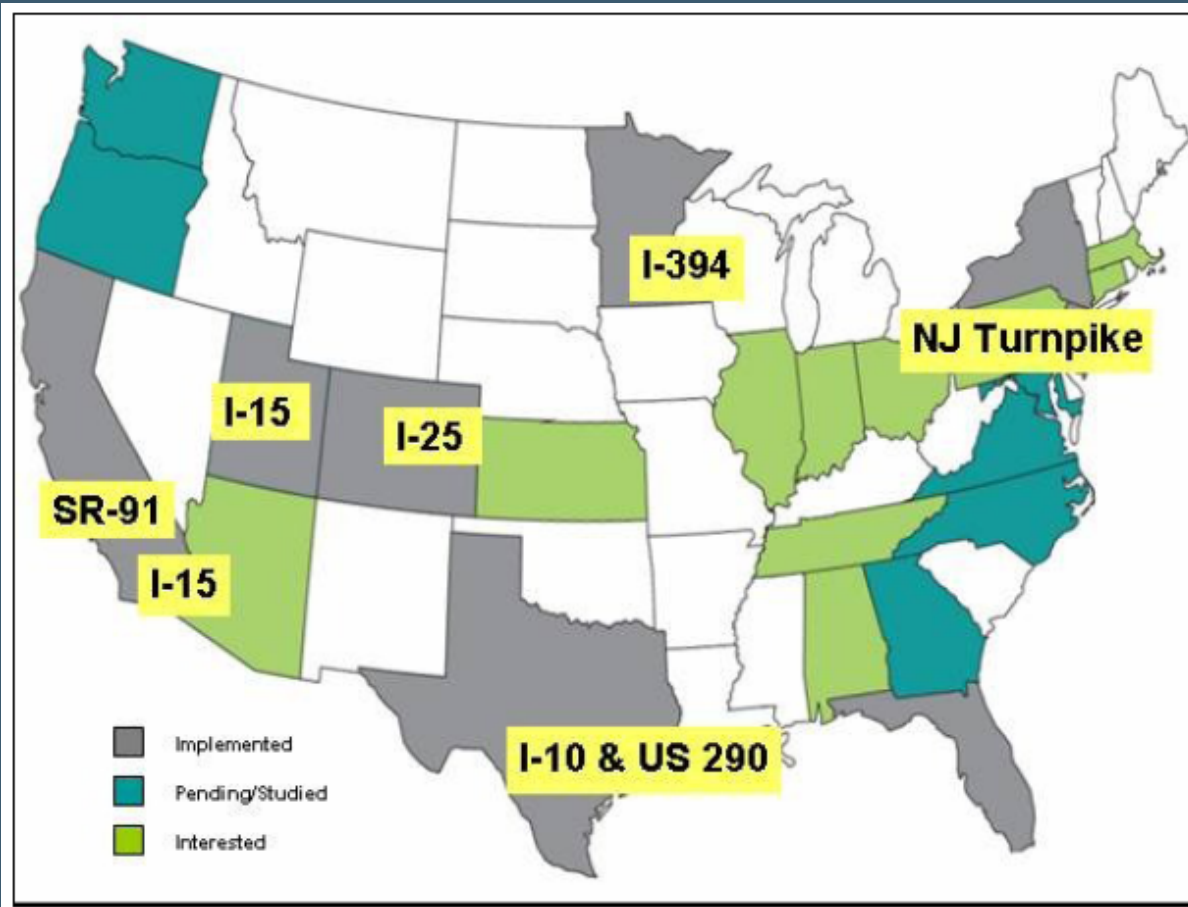 I-394
NJ Turnpike
I-15
I-25
SR-91
I-15
I-10 & US 290
Implemented
Pending/Studied
Interested